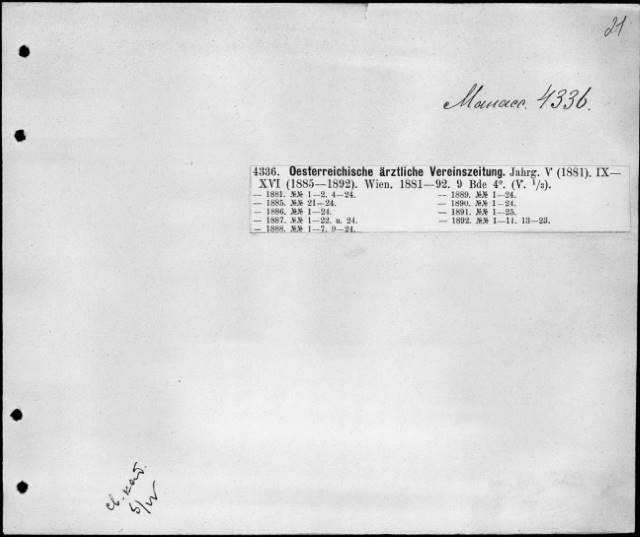 21
Манасс. 4336.
4336. Oesterreichische ärztliche Vereinszeitung. Jahrg. V (1881). IX—
XVI (1885—1892). Wien, 1881—92. 9 Bde 4°. (V. 1/3).
— 1881. №№ 1—2. 4—24.
— 1885. №№ 21—24.
— 1886. №№ 1—24.
— 1887. №№ 1—22. u. 24.
— 1888. №№ 1—7. 9—24.
— 1889. №№ 1—24.
— 1890. №№ 1—24.
— 1891. №№ 1—25.
— 1892. №№ 1—11. 13—23.